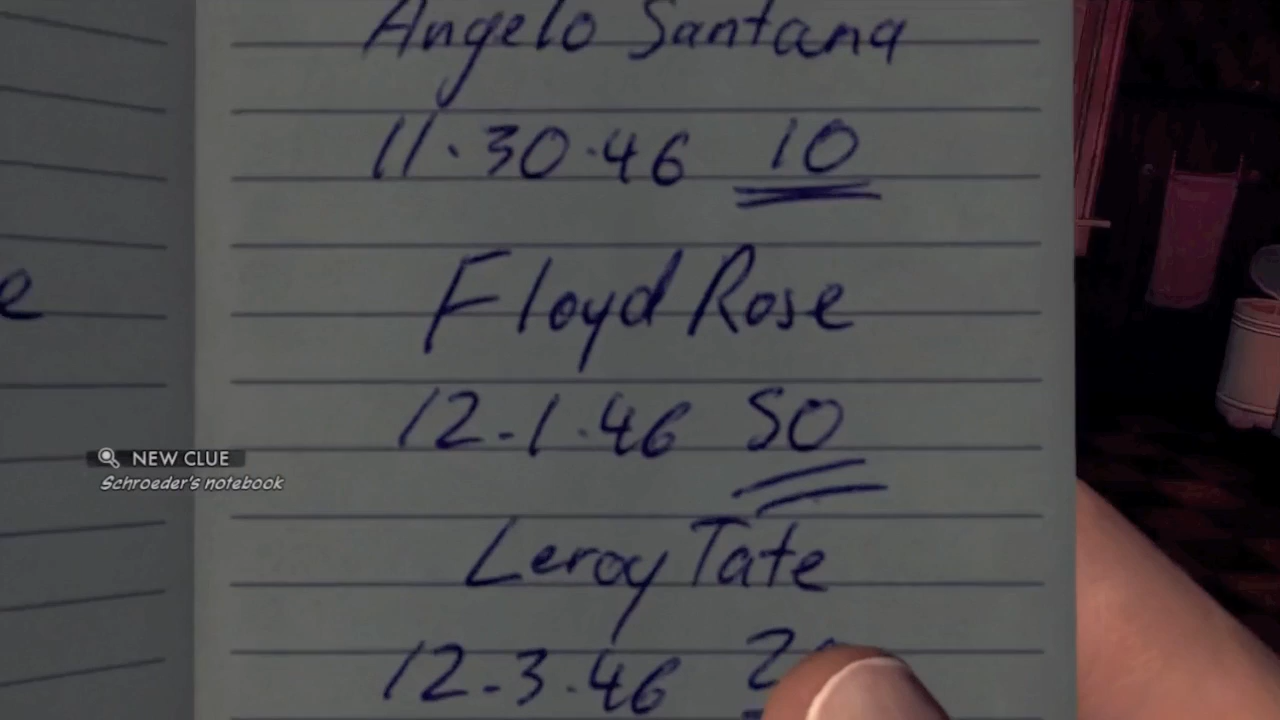 Angelo Santana
11.30.46 10
Floyd Rose
12-1.46 50
Leroy Tate
12-3.46
e
NEW CLUE
Schroeder's notebook